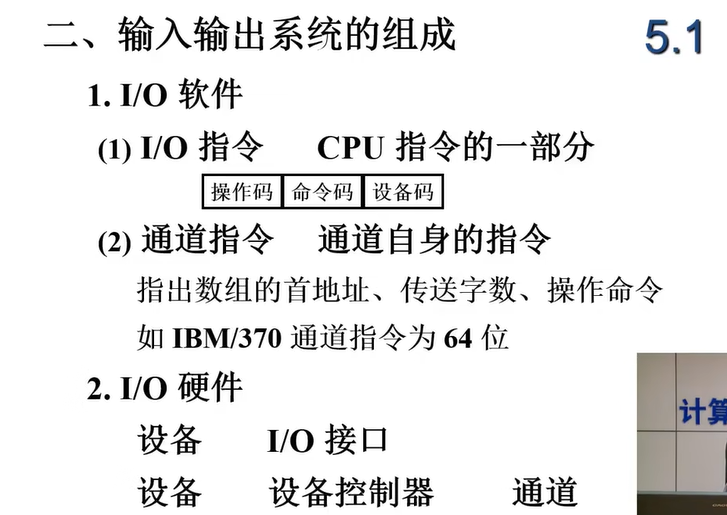 二、输入输出系统的组成 5.1
1. I/O 软件
(1) I/O 指令 CPU 指令的一部分
操作码 命令码 设备码
(2) 通道指令 通道自身的指令
指出数组的首地址、传送字数、操作命令
如 IBM/370 通道指令为 64 位
2. I/O 硬件
设备 I/O 接口
设备 设备控制器 通道
计算